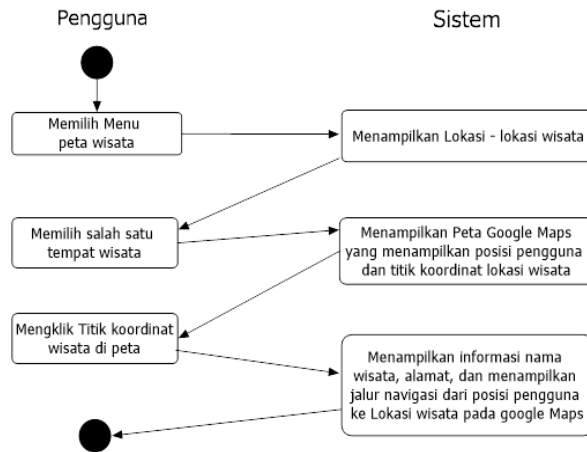 Pengguna
Sistem
Memilih Menu
peta wisata
Menampilkan Lokasi - lokasi wisata
Memilih salah satu
tempat wisata
Menampilkan Peta Google Maps
yang menampilkan posisi pengguna
dan titik koordinat lokasi wisata
Mengklik Titik koordinat
wisata di peta
Menampilkan informasi nama
wisata, alamat, dan menampilkan
jalur navigasi dari posisi pengguna
ke Lokasi wisata pada google Maps